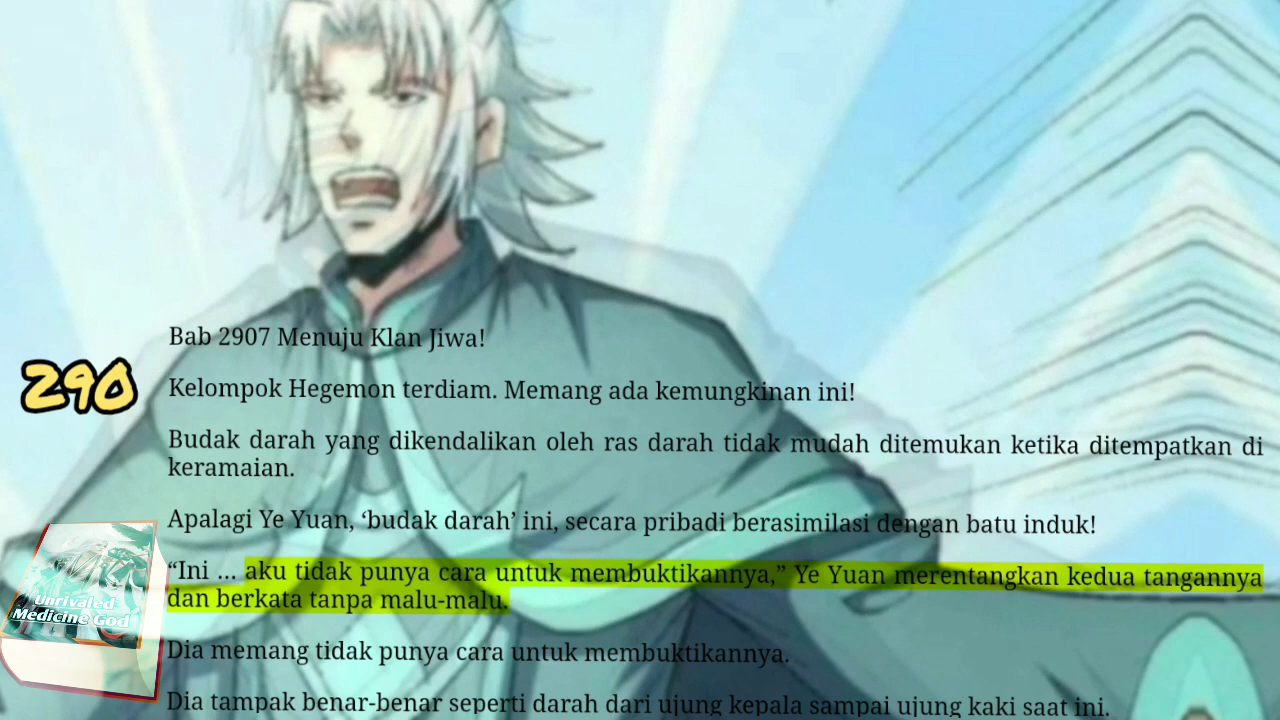 Bab 2907 Menuju Klan Jiwa!
290
Kelompok Hegemon terdiam. Memang ada kemungkinan ini!
Budak darah yang dikendalikan oleh ras darah tidak mudah ditemukan ketika ditempatkan di
keramaian.
Apalagi Ye Yuan, ‘budak darah’ ini, secara pribadi berasimilasi dengan batu induk!
“Ini ... aku tidak punya cara untuk membuktikannya,” Ye Yuan merentangkan kedua tangannya
dan berkata tanpa malu-malu.
Unrivaled
Medicine God
Dia memang tidak punya cara untuk membuktikannya.
Dia tampak benar-benar seperti darah dari ujung kepala sampai ujung kaki saat ini.